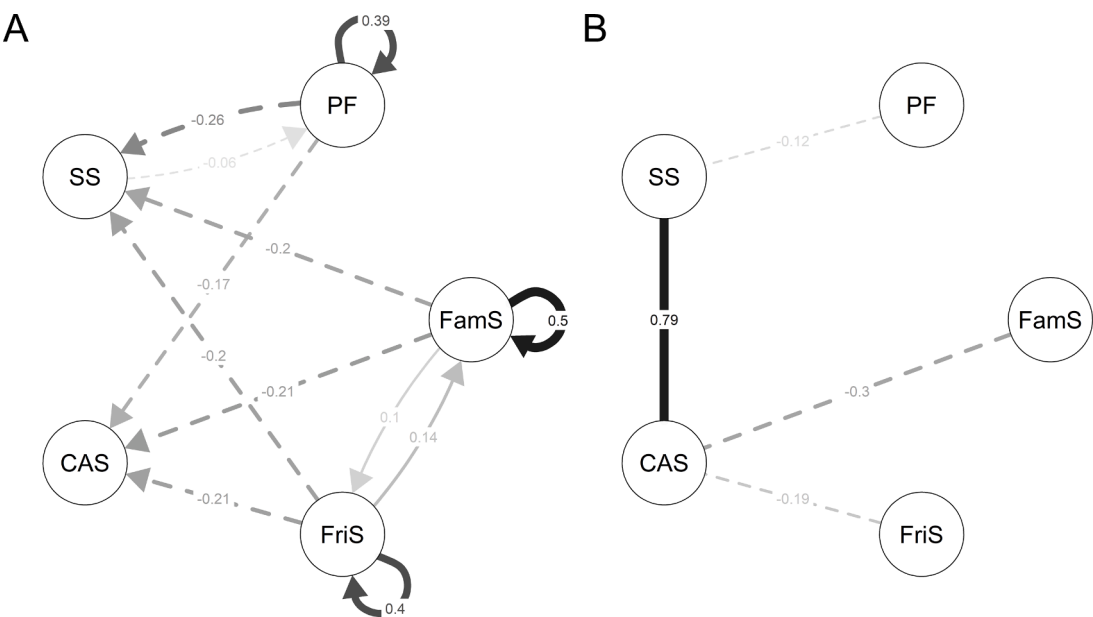 A
B
0.39
PF
PF
-0.26
-0.06
-0.12
SS
SS
-0.2
-0.17
FamS
0.5
0.79
FamS
-0.2
-0.21
-0.3
0.1
0.14
CAS
CAS
-0.21
-0.19
FriS
FriS
0.4